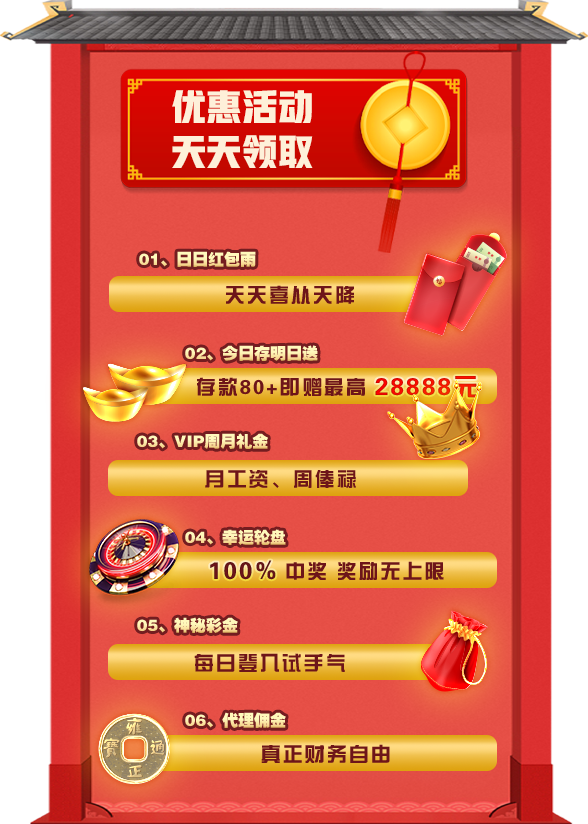 优惠活动
天天领取
01、日日红包雨
天天喜从天降
02、今日存明日送
存款80+即赠最高 28888元
03、VIP周月礼金
月工资、周俸禄
04、幸运轮盘
100% 中奖 奖励无上限
05、神秘彩金
每日登入试手气
06、代理佣金
真正财务自由
雍
寳 通
正